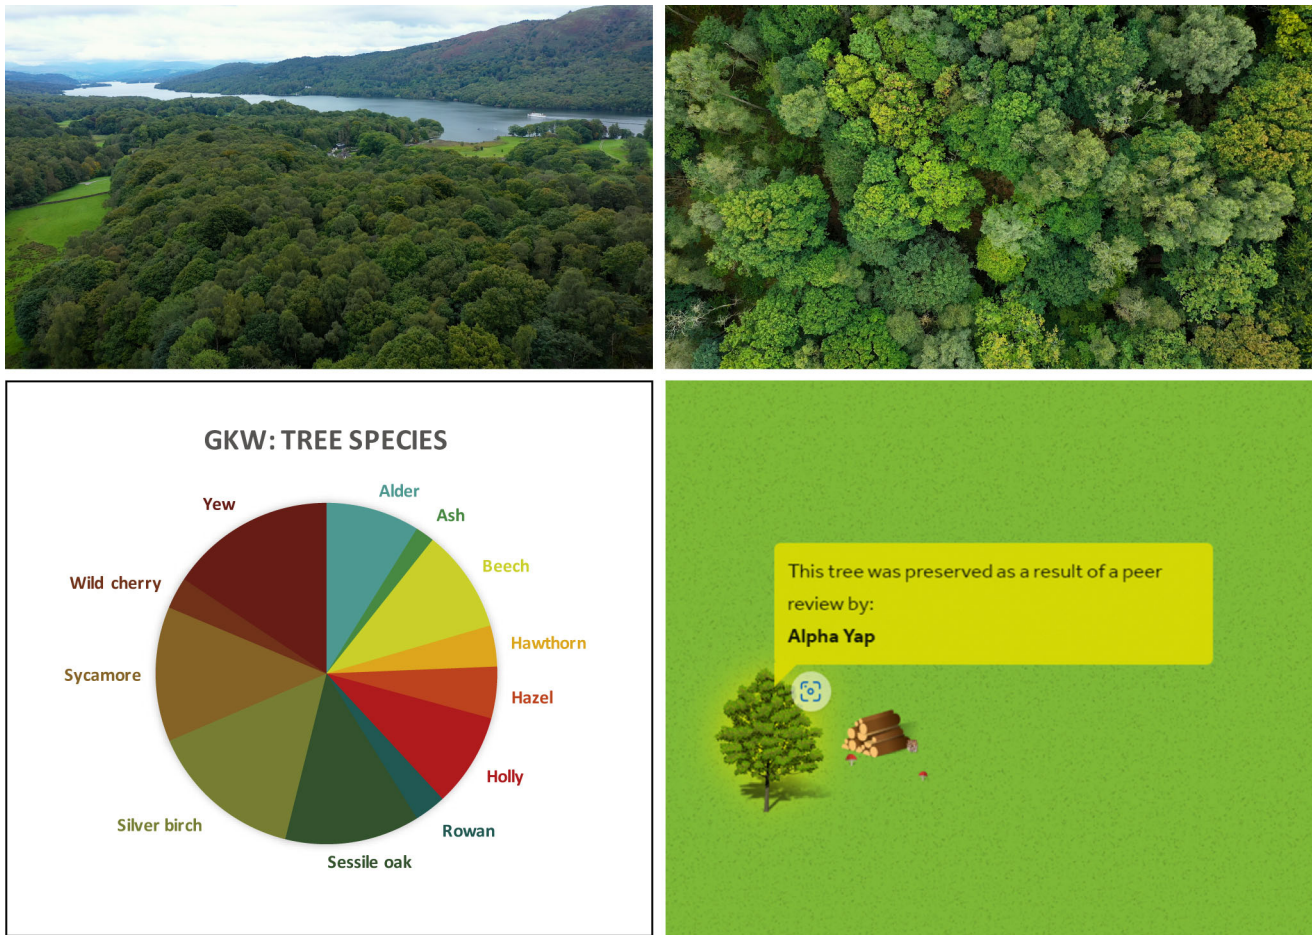 GKW: TREE SPECIES
Alder
Ash
Beech
Hawthorn
Hazel
Holly
Rowan
Sessile oak
Silver birch
Sycamore
Wild cherry
Yew
This tree was preserved as a result of a peer
review by:
Alpha Yap